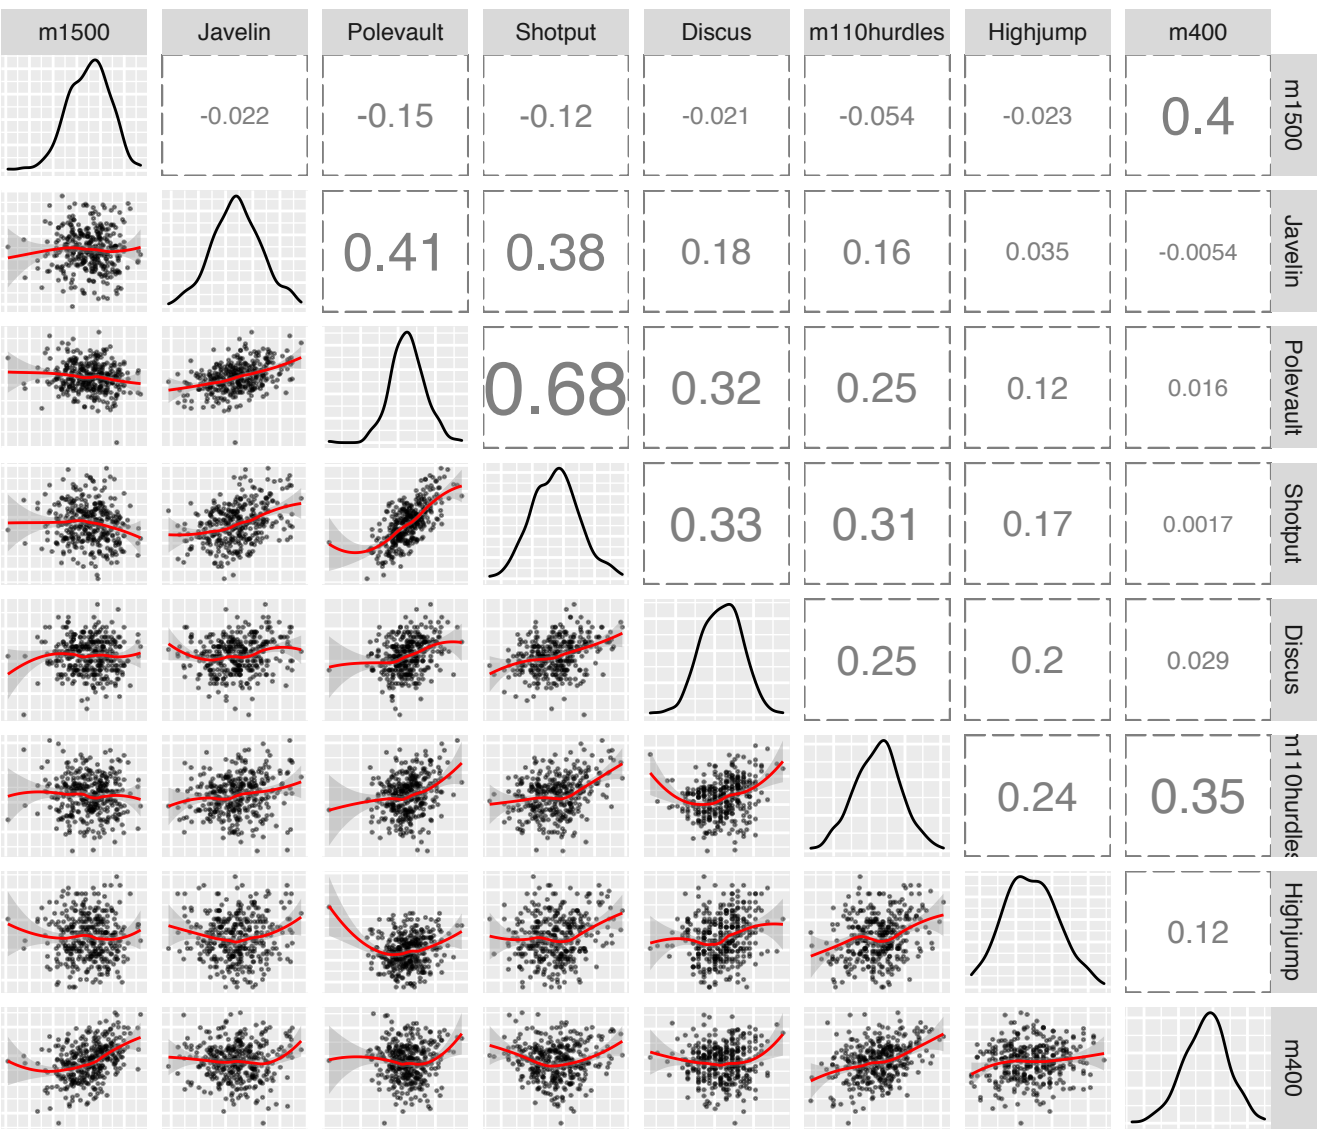 m1500 Javelin Polevault Shotput Discus m110hurdles Highjump m400
-0.022 -0.15 -0.12 -0.021 -0.054 -0.023 0.4 m1500
0.41 0.38 0.18 0.16 0.035 -0.0054 Javelin
0.68 0.32 0.25 0.12 0.016 Polevault
0.33 0.31 0.17 0.0017 Shotput
0.25 0.2 0.029 Discus
0.24 0.35 m110hurdles
0.12 Highjump
m400